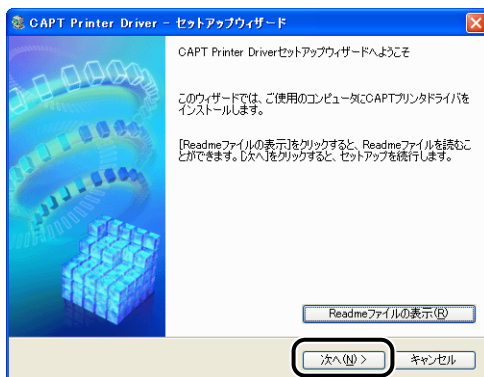 CAPT Printer Driver - セットアップウィザード
CAPT Printer Driverセットアップウィザードへようこそ
このウィザードでは、ご使用のコンピュータにCAPTプリンタドライバを
インストールします。
[Readmeファイルの表示]をクリックすると、Readmeファイルを読むこ
とができます。[次へ]をクリックすると、セットアップを続行します。
Readmeファイルの表示(R)
次へ(N) >
キャンセル